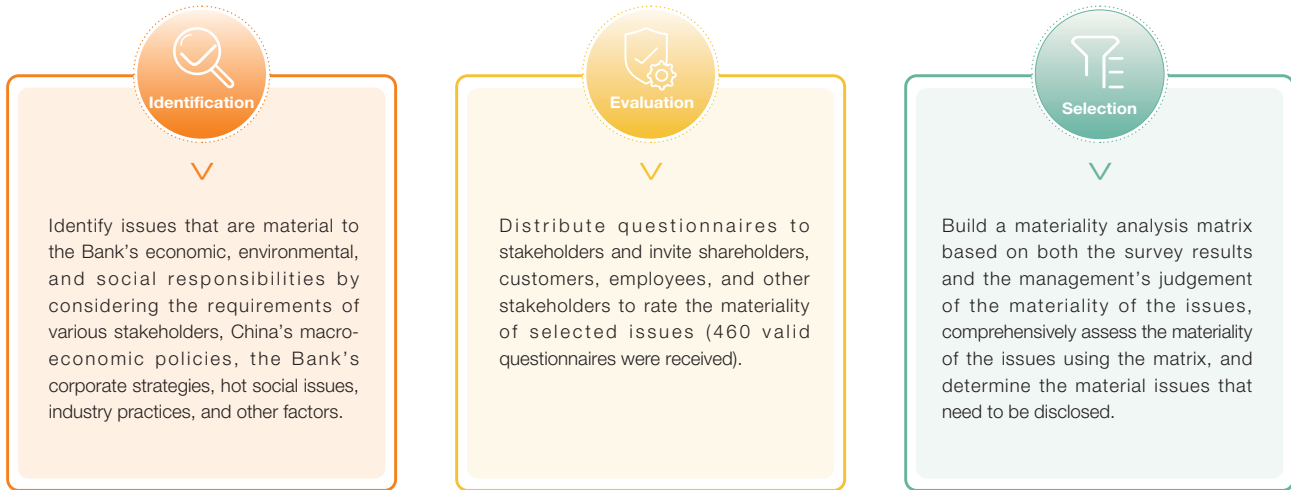 Identification
Identify issues that are material to
the Bank's economic, environmental,
and social responsibilities by
considering the requirements of
various stakeholders, China's macro-
economic policies, the Bank's
corporate strategies, hot social issues,
industry practices, and other factors.
Evaluation
Distribute questionnaires to
stakeholders and invite shareholders,
customers, employees, and other
stakeholders to rate the materiality
of selected issues (460 valid
questionnaires were received).
Selection
Build a materiality analysis matrix
based on both the survey results
and the management's judgement
of the materiality of the issues,
comprehensively assess the materiality
of the issues using the matrix, and
determine the material issues that
need to be disclosed.